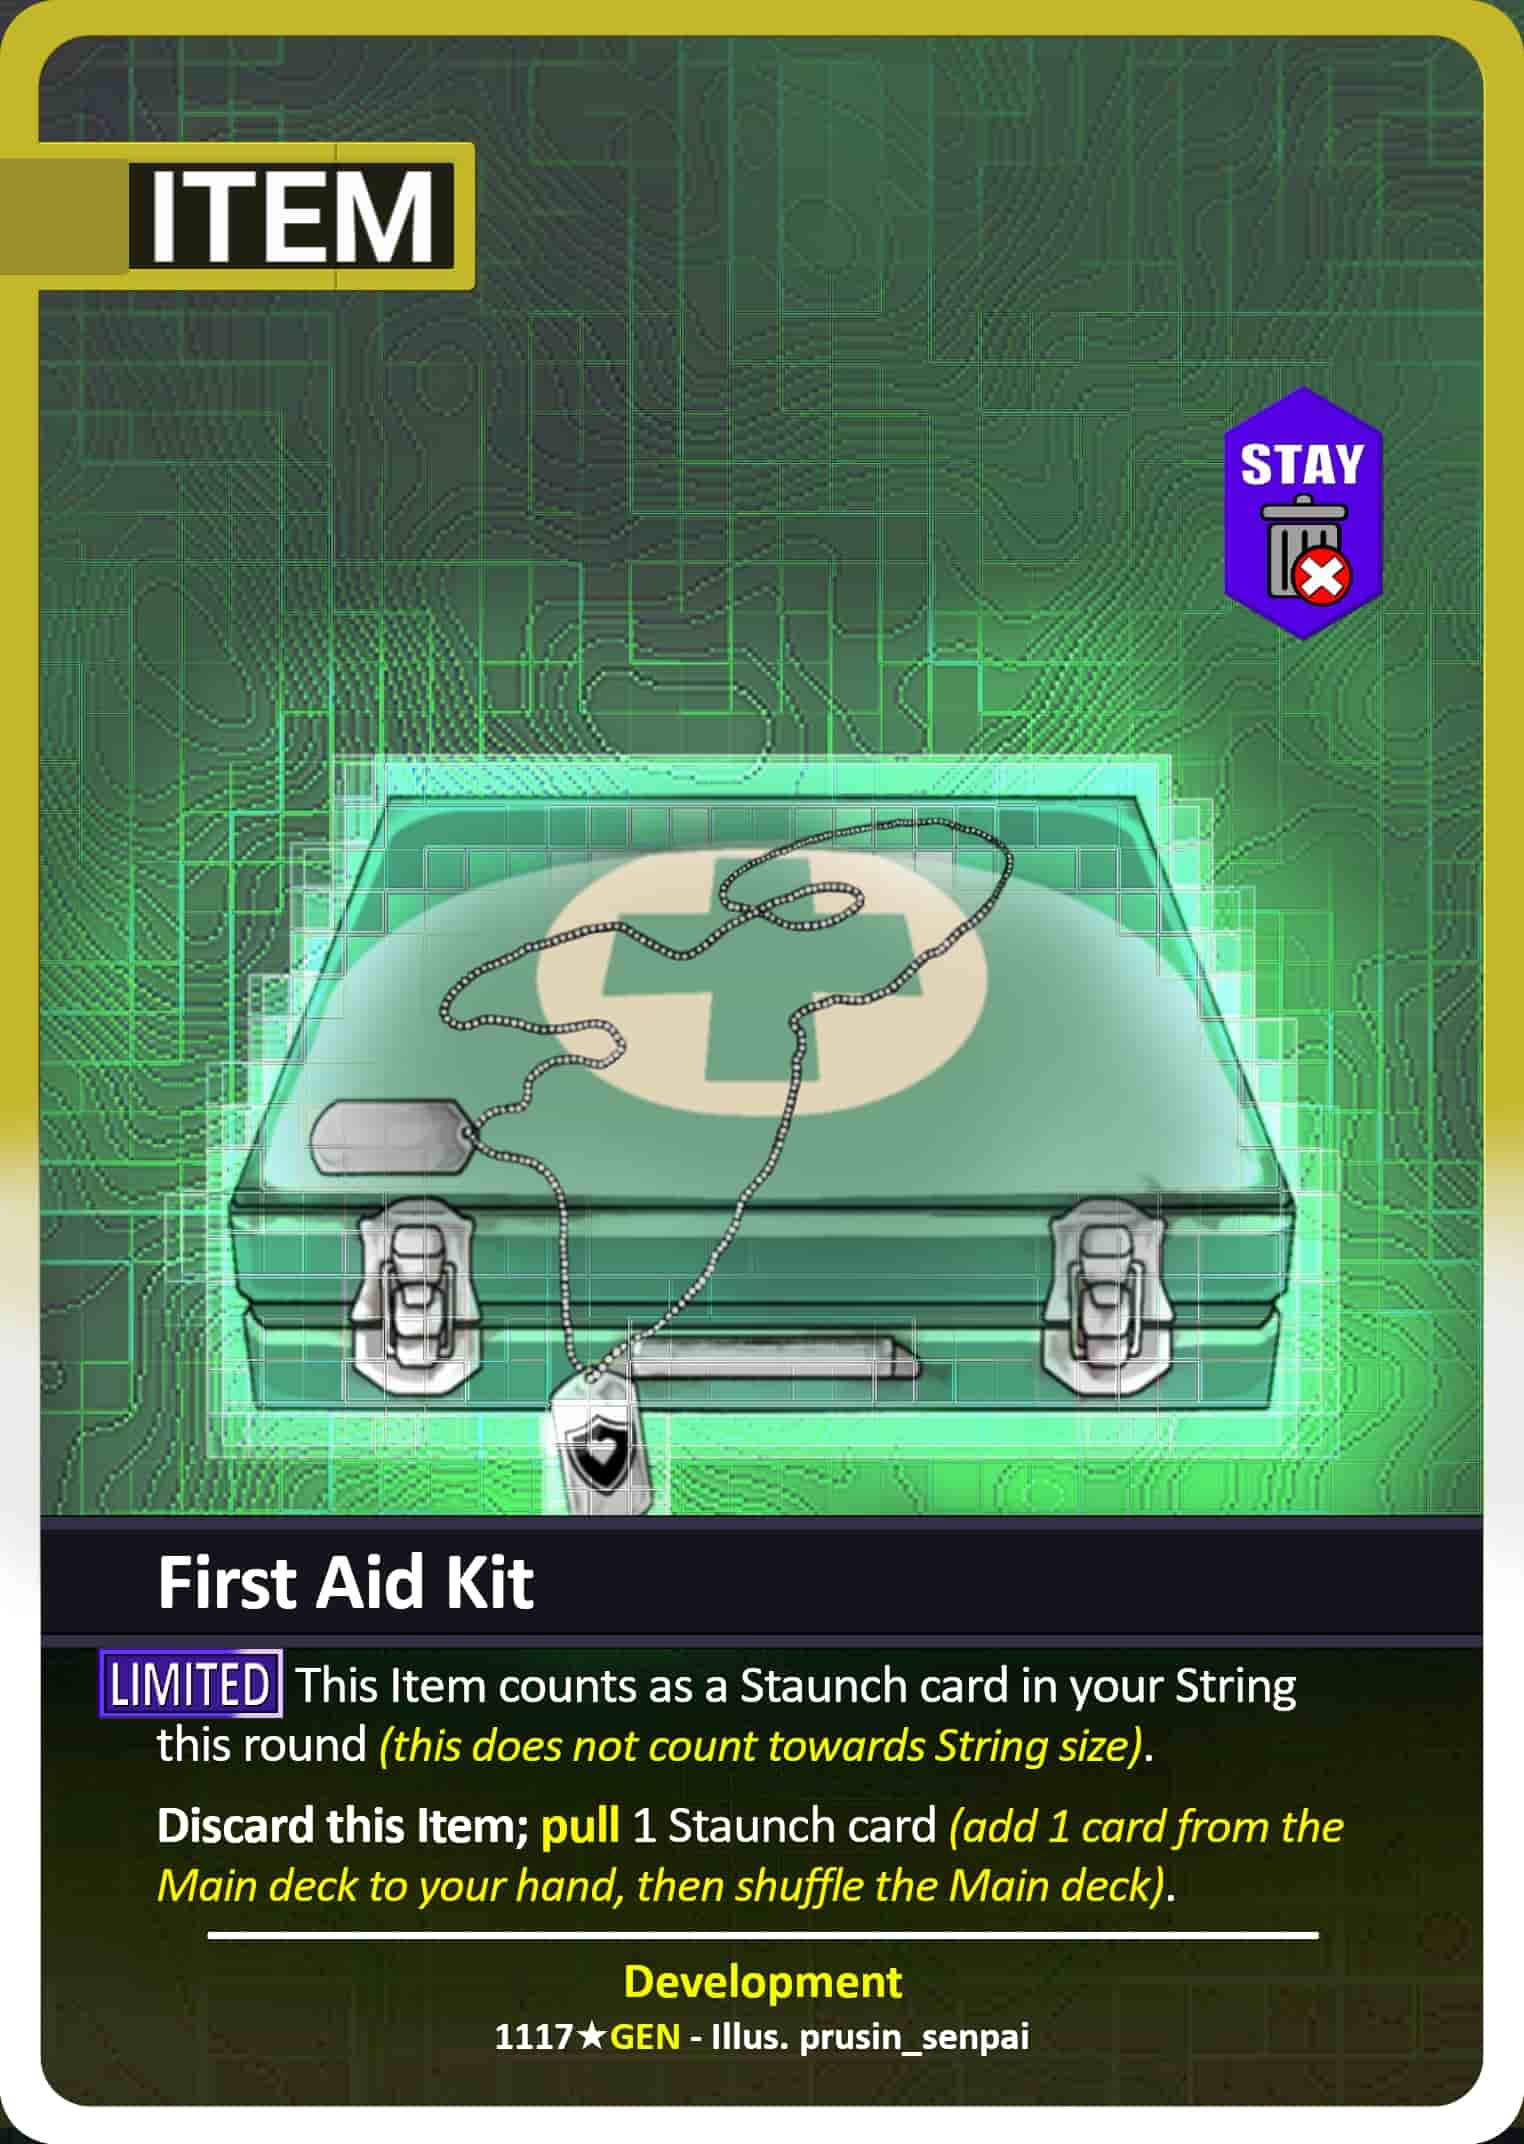 ITEM
STAY
First Aid Kit
LIMITED This Item counts as a Staunch card in your String
this round (this does not count towards String size).
Discard this Item; pull 1 Staunch card (add 1 card from the
Main deck to your hand, then shuffle the Main deck).
Development
1117★GEN - Illus. prusin_senpai